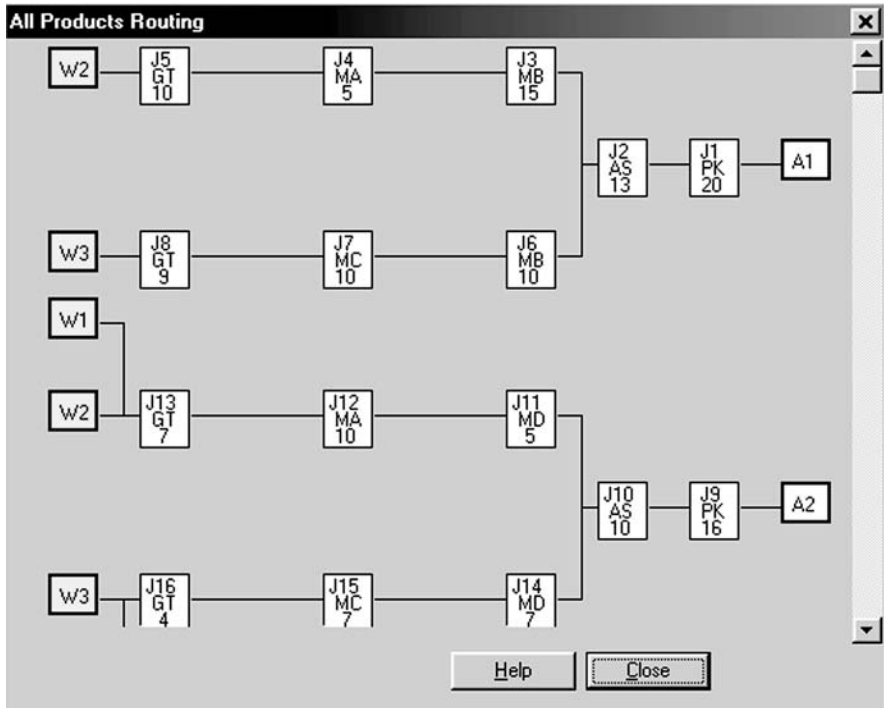 All Products Routing
W2
J5
GT
10
J4
MA
5
J3
MB
15
J2
AS
13
J1
PK
20
A1
W3
J8
GT
9
J7
MC
10
J6
MB
10
W1
W2
J13
GT
7
J12
MA
10
J11
MD
5
J10
AS
10
J9
PK
16
A2
W3
J16
GT
4
J15
MC
7
J14
MD
7
Help
Close